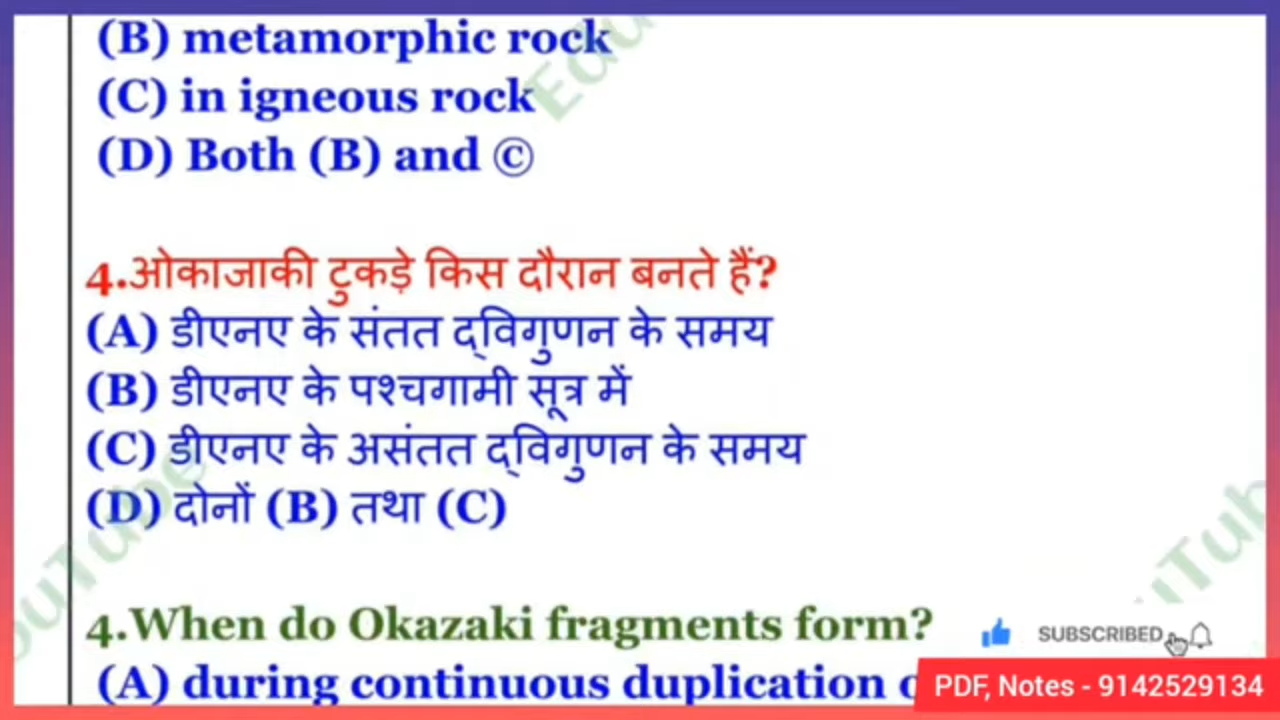 (B) metamorphic rock
(C) in igneous rock
(D) Both (B) and ©
4.ओकाजाकी टुकड़े किस दौरान बनते हैं?
(A) डीएनए के संतत द्विगुणन के समय
(B) डीएनए के पश्चगामी सूत्र में
(C) डीएनए के असंतत द्विगुणन के समय
(D) दोनों (B) तथा (C)
4.When do Okazaki fragments form?
SUBSCRIBED
(A) during continuous duplication
PDF, Notes - 9142529134